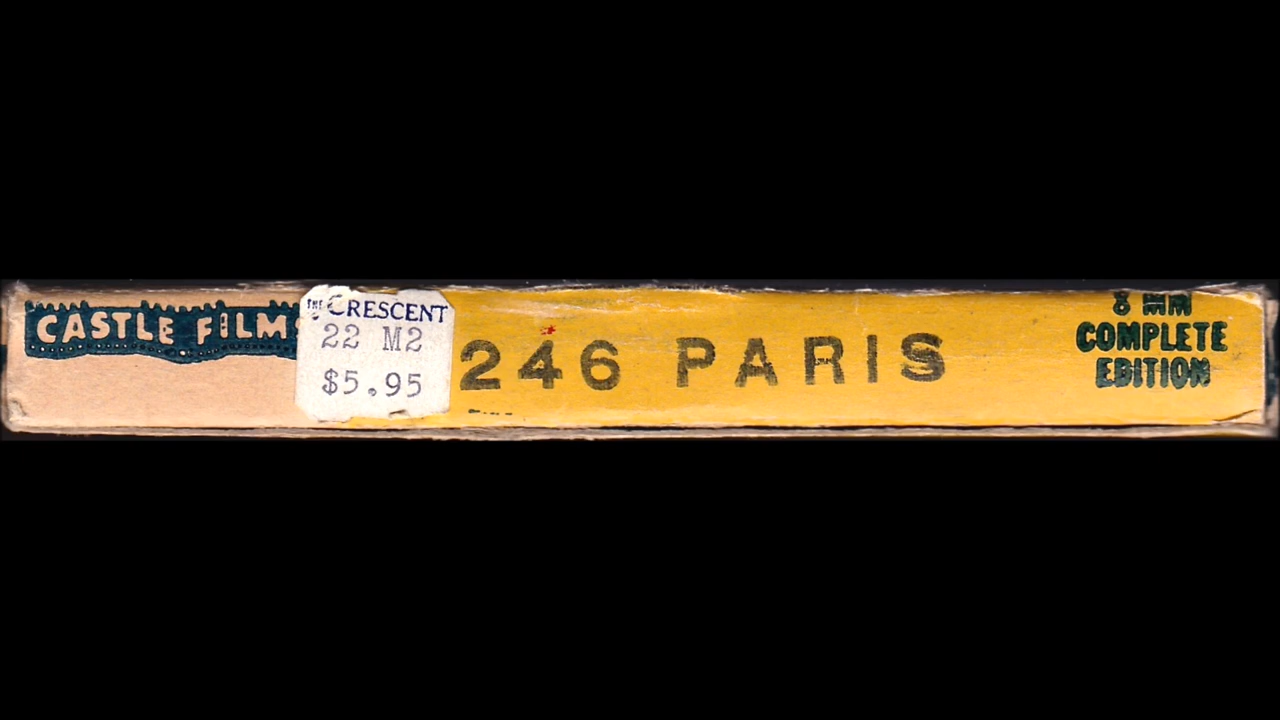 CASTLE FILMS
THE CRESCENT
22 M2
$5.95
246 PARIS
8 MM
COMPLETE
EDITION